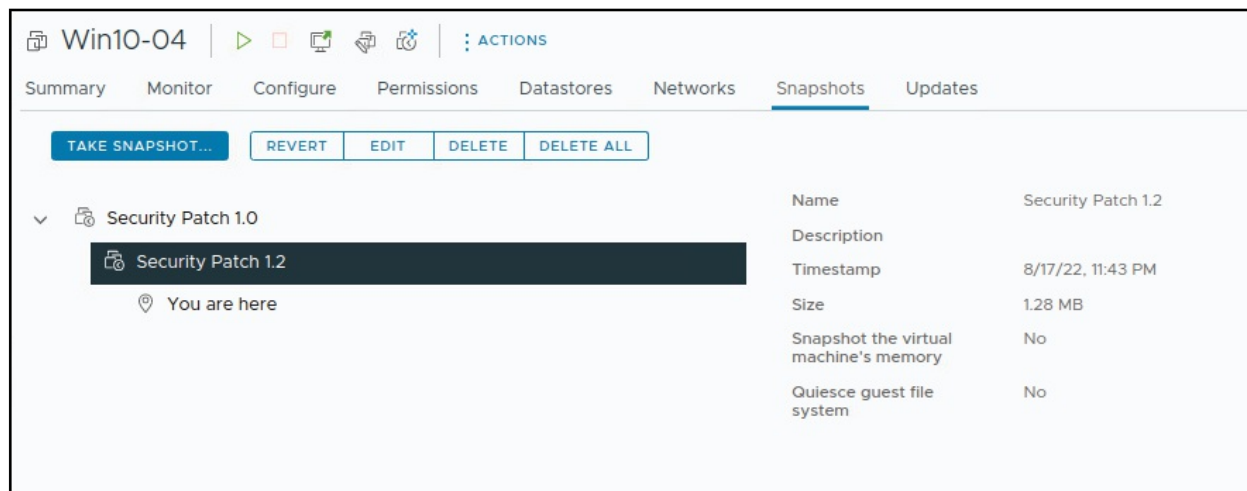 Win10-04
ACTIONS
Summary Monitor Configure Permissions Datastores Networks Snapshots Updates
TAKE SNAPSHOT... REVERT EDIT DELETE DELETE ALL
Security Patch 1.0
Security Patch 1.2
You are here
Name Security Patch 1.2
Description
Timestamp 8/17/22, 11:43 PM
Size 1.28 MB
Snapshot the virtual No
machine's memory
Quiesce guest file No
system